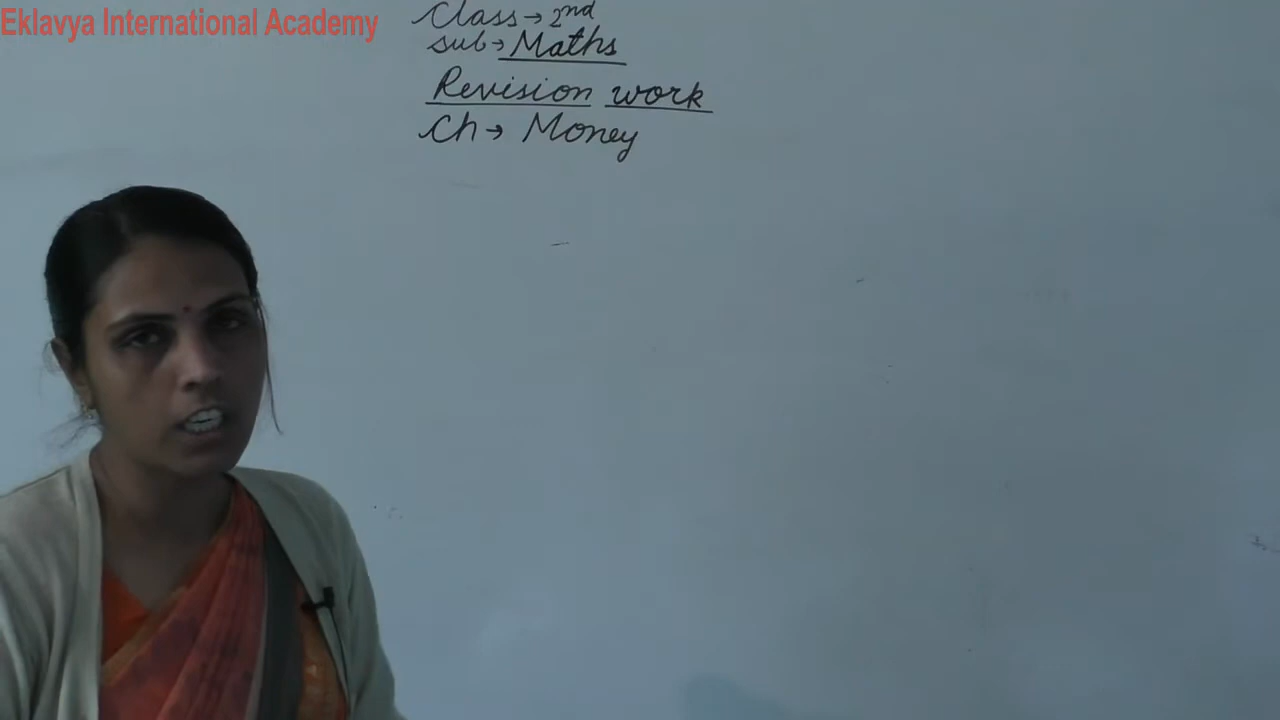 Eklavya International Academy
Class → 2nd
sub → Maths
Revision work
Ch → Money